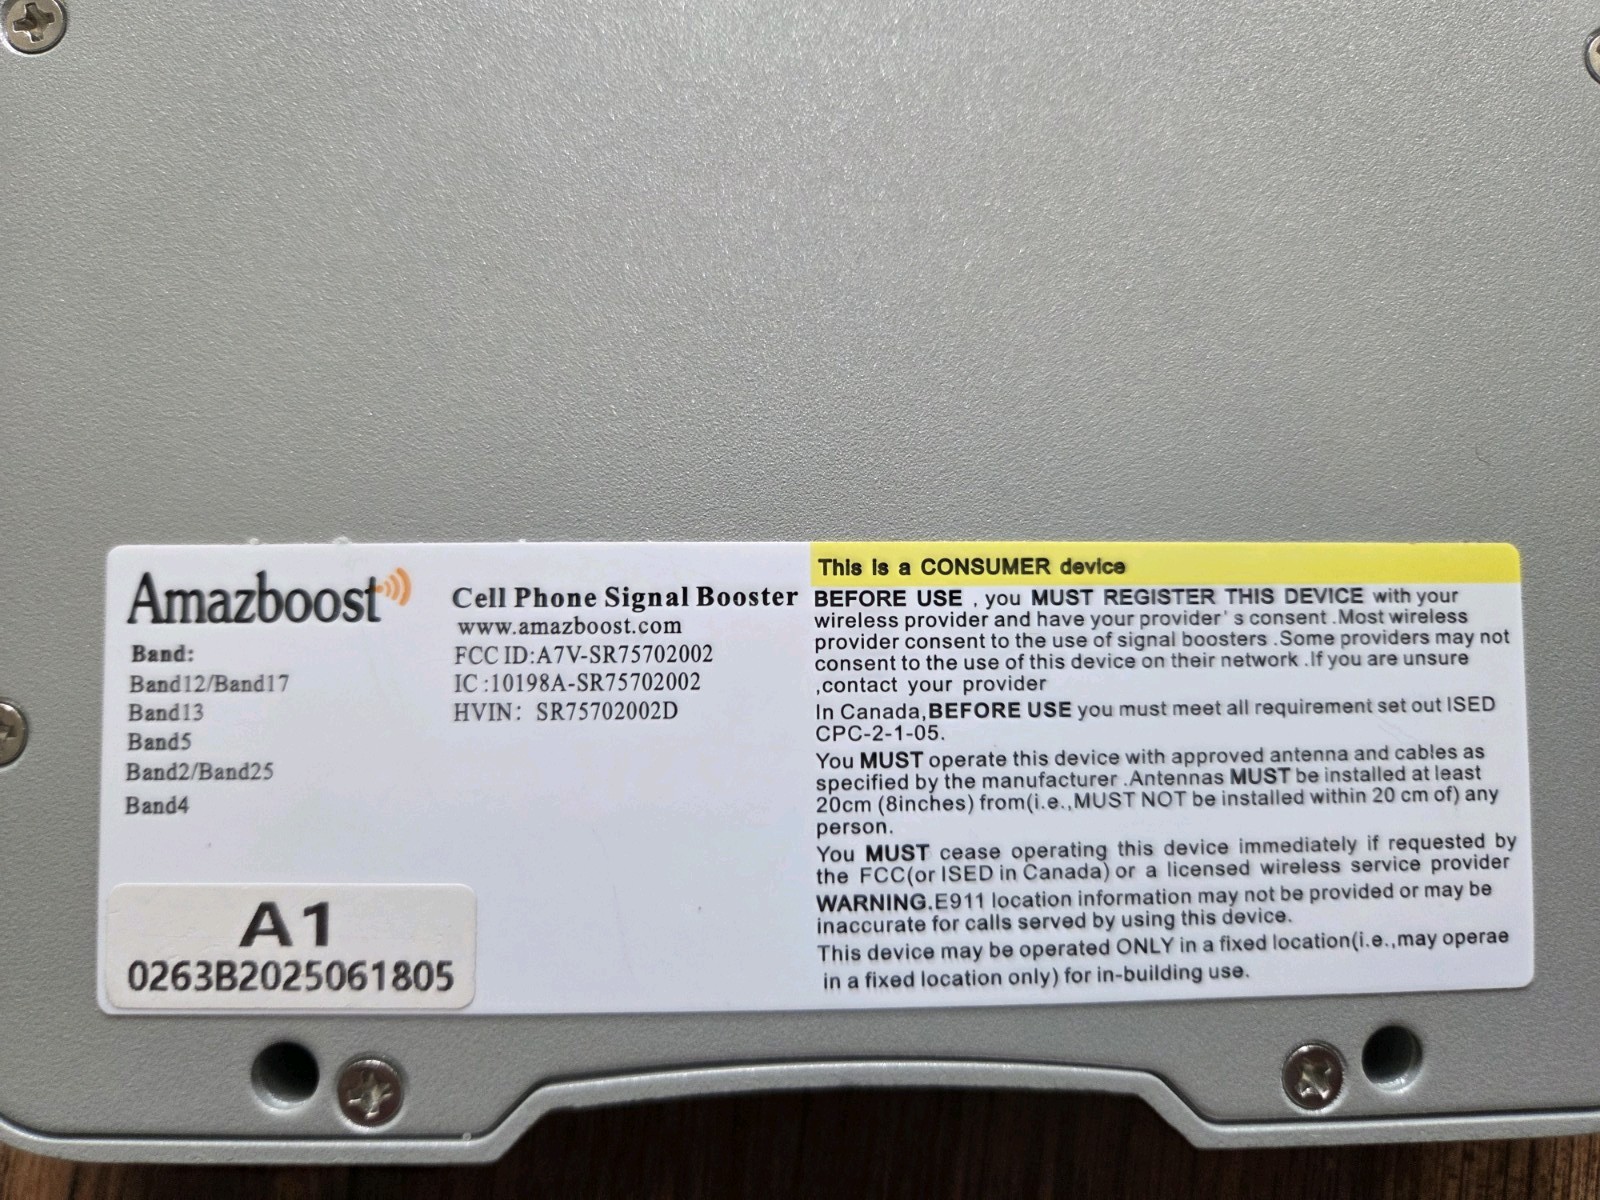 Amazboost
Band:
Band12/Band17
Band13
Band5
Band2/Band25
Band4
A1
0263B2025061805
Cell Phone Signal Booster
www.amazboost.com
FCC ID:A7V-SR75702002
IC :10198A-SR75702002
HVIN: SR75702002D
This is a CONSUMER device
BEFORE USE , you MUST REGISTER THIS DEVICE with your
wireless provider and have your provider's consent .Most wireless
provider consent to the use of signal boosters .Some providers may not
consent to the use of this device on their network .If you are unsure
,contact your provider
In Canada,BEFORE USE you must meet all requirement set out ISED
CPC-2-1-05.
You MUST operate this device with approved antenna and cables as
specified by the manufacturer .Antennas MUST be installed at least
20cm (8inches) from(i.e.,MUST NOT be installed within 20 cm of) any
person.
You MUST cease operating this device immediately if requested by
the FCC(or ISED in Canada) or a licensed wireless service provider
WARNING.E911 location information may not be provided or may be
inaccurate for calls served by using this device.
This device may be operated ONLY in a fixed location(i.e.,may operae
in a fixed location only) for in-building use.